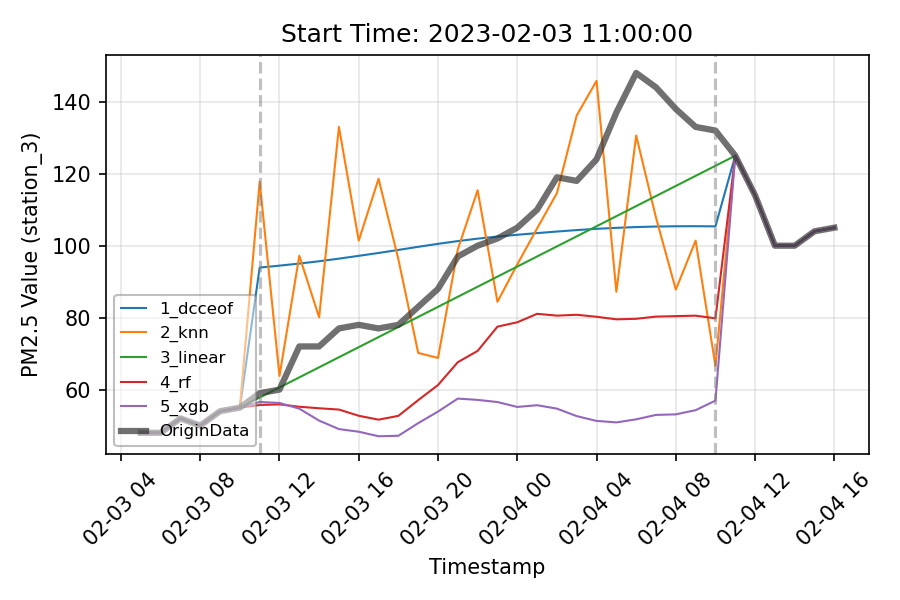 Start Time: 2023-02-03 11:00:00
PM2.5 Value (station_3)
140
120
100
80
60
1_dcceof
2_knn
3_linear
4_rf
5_xgb
OriginData
02-03 04
02-03 08
02-03 12
02-03 16
02-03 20
02-04 00
02-04 04
02-04 08
02-04 12
02-04 16
Timestamp